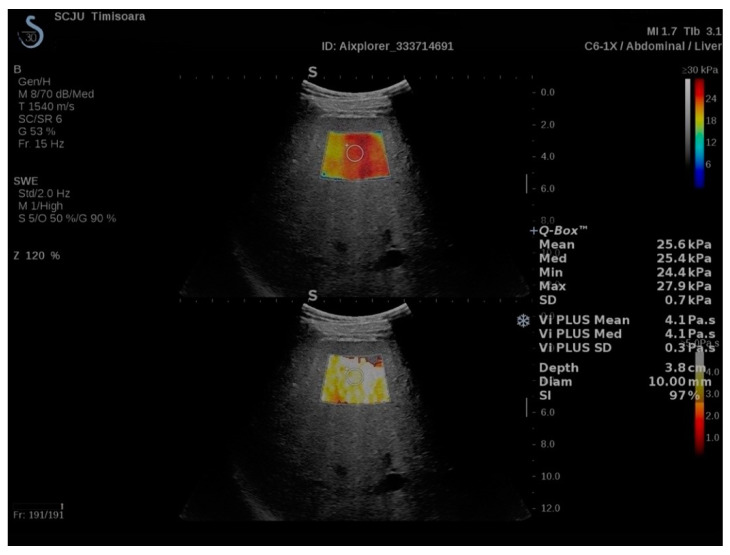 SCJU Timisoara
30
MI 1.7 TIb 3.1
ID: Aixplorer_333714691
C6-1X / Abdominal / Liver
B
Gen/H
M 8/70 dB/Med
T 1540 m/s
SC/SR 6
G 53 %
Fr. 15 Hz
SWE
Std/2.0 Hz
M 1/High
S 5/O 50 %/G 90 %
Z 120 %
S
0.0
2.0
4.0
6.0
8.0
≥30 kPa
24
18
12
6
+Q-Box™
Mean 25.6 kPa
Med 25.4 kPa
Min 24.4 kPa
Max 27.9 kPa
SD 0.7 kPa
S
Vi PLUS Mean 4.1 Pa.s
Vi PLUS Med 4.1 Pa.s
Vi PLUS SD 0.3 Pa.s
Depth 3.8 cm
Diam 10.00 mm
SI 97 %
4.0
3.0
2.0
1.0
6.0
8.0
10.0
12.0
Fr: 191/191